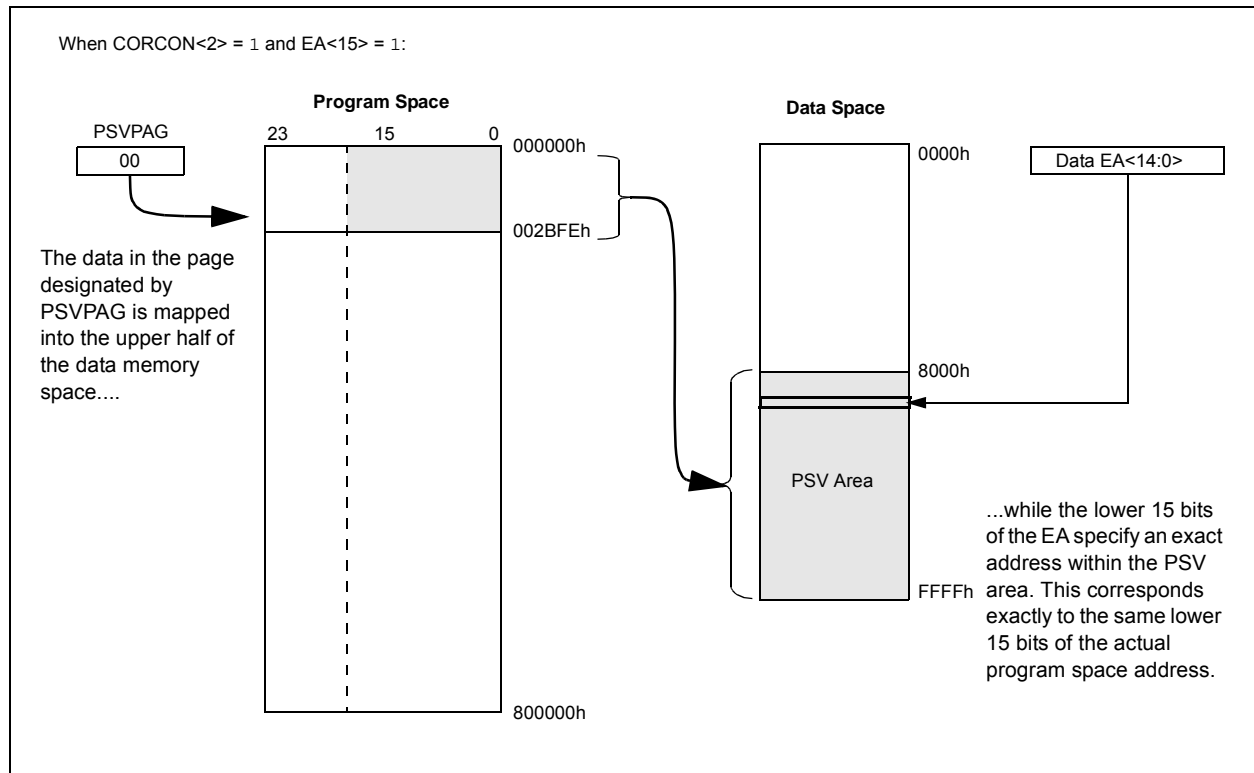 When CORCON<2> = 1 and EA<15> = 1:
Program Space
Data Space
PSVPAG
23 15 0
00
000000h
002BFEh
800000h
0000h
Data EA<14:0>
The data in the page
designated by
PSVPAG is mapped
into the upper half of
the data memory
space....
8000h
PSV Area
FFFFh
...while the lower 15 bits
of the EA specify an exact
address within the PSV
area. This corresponds
exactly to the same lower
15 bits of the actual
program space address.